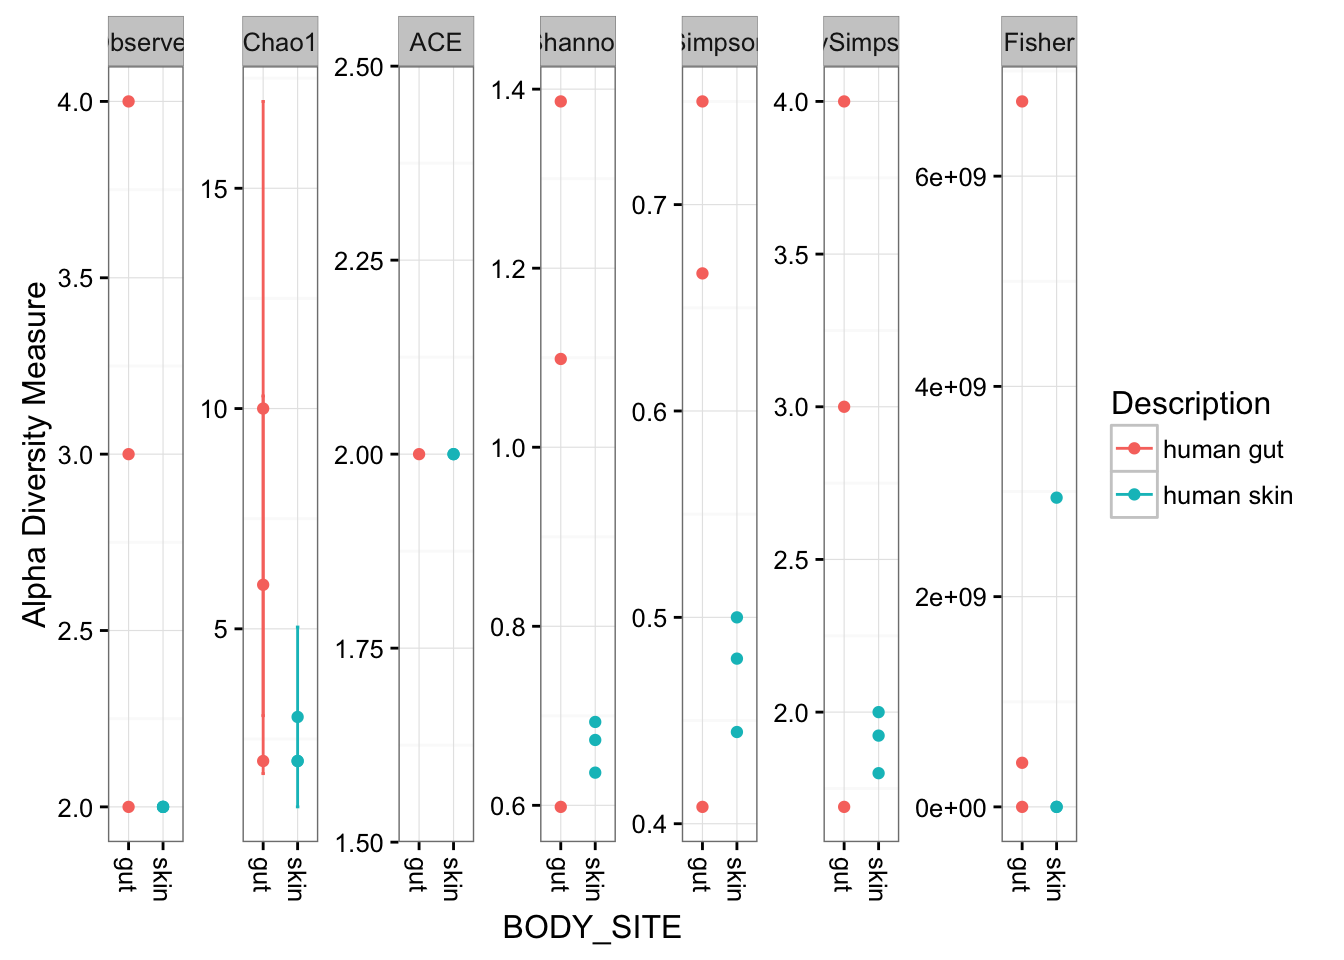 bserve
Chao1
ACE
Shanno
Simpson
vSimps
Fisher
Alpha Diversity Measure
4.0
3.5
3.0
2.5
2.0
15
10
5
2.50
2.25
2.00
1.75
1.50
1.4
1.2
1.0
0.8
0.6
0.7
0.6
0.5
0.4
4.0
3.5
3.0
2.5
2.0
6e+09
4e+09
2e+09
0e+00
gut
skin
gut
skin
gut
skin
gut
skin
gut
skin
gut
skin
gut
skin
BODY_SITE
Description
human gut
human skin